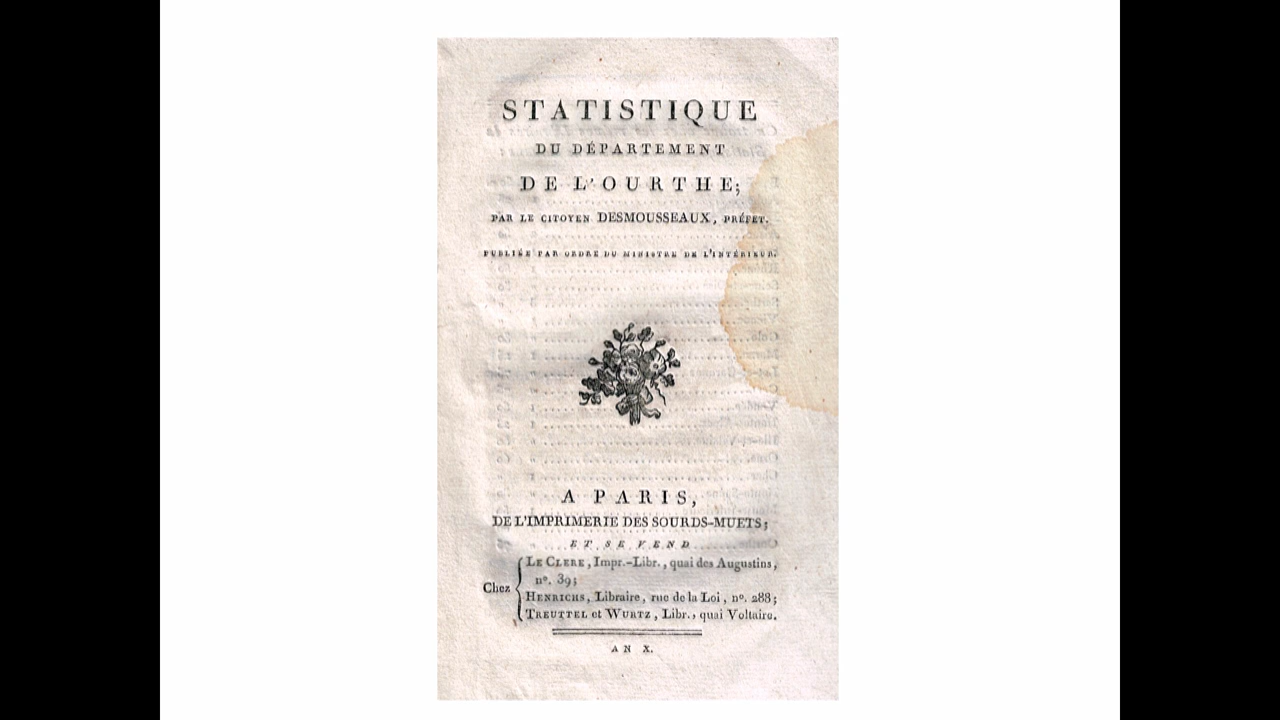 STATISTIQUE
DU DÉPARTEMENT
DE L'OURTHE;
PAR LE CITOYEN DESMOUSSEAUX, PRÉFET.
PUBLIÉE PAR ORDRE DU MINISTRE DE L'INTÉRIEUR.
A PARIS,
DE L'IMPRIMERIE DES SOURDS-MUETS;
ET SE VEND
LE CLERE, Impr.-Libr., quai des Augustins,
nº. 39;
Chez
HENRICHS, Libraire, rue de la Loi, nº. 288;
TREUTTEL et WURTZ, Libr., quai Voltaire.
AN X.